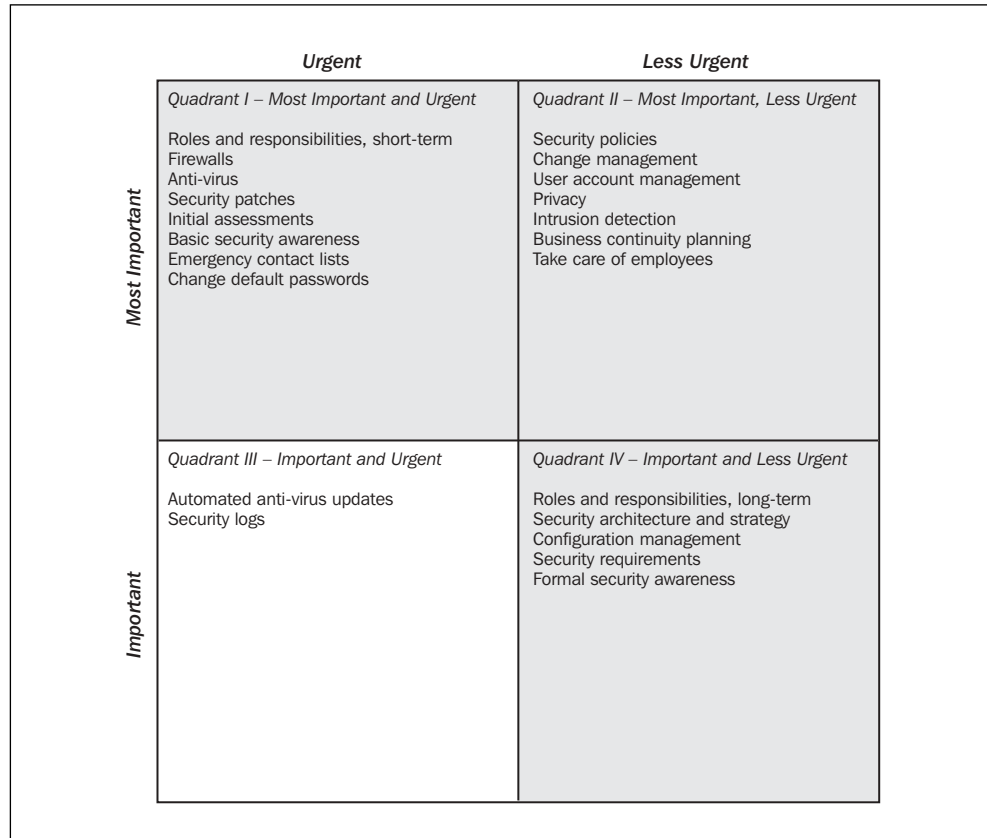 Urgent
Less Urgent
Most Important
Quadrant I – Most Important and Urgent
Roles and responsibilities, short-term
Firewalls
Anti-virus
Security patches
Initial assessments
Basic security awareness
Emergency contact lists
Change default passwords
Quadrant II – Most Important, Less Urgent
Security policies
Change management
User account management
Privacy
Intrusion detection
Business continuity planning
Take care of employees
Important
Quadrant III – Important and Urgent
Automated anti-virus updates
Security logs
Quadrant IV – Important and Less Urgent
Roles and responsibilities, long-term
Security architecture and strategy
Configuration management
Security requirements
Formal security awareness